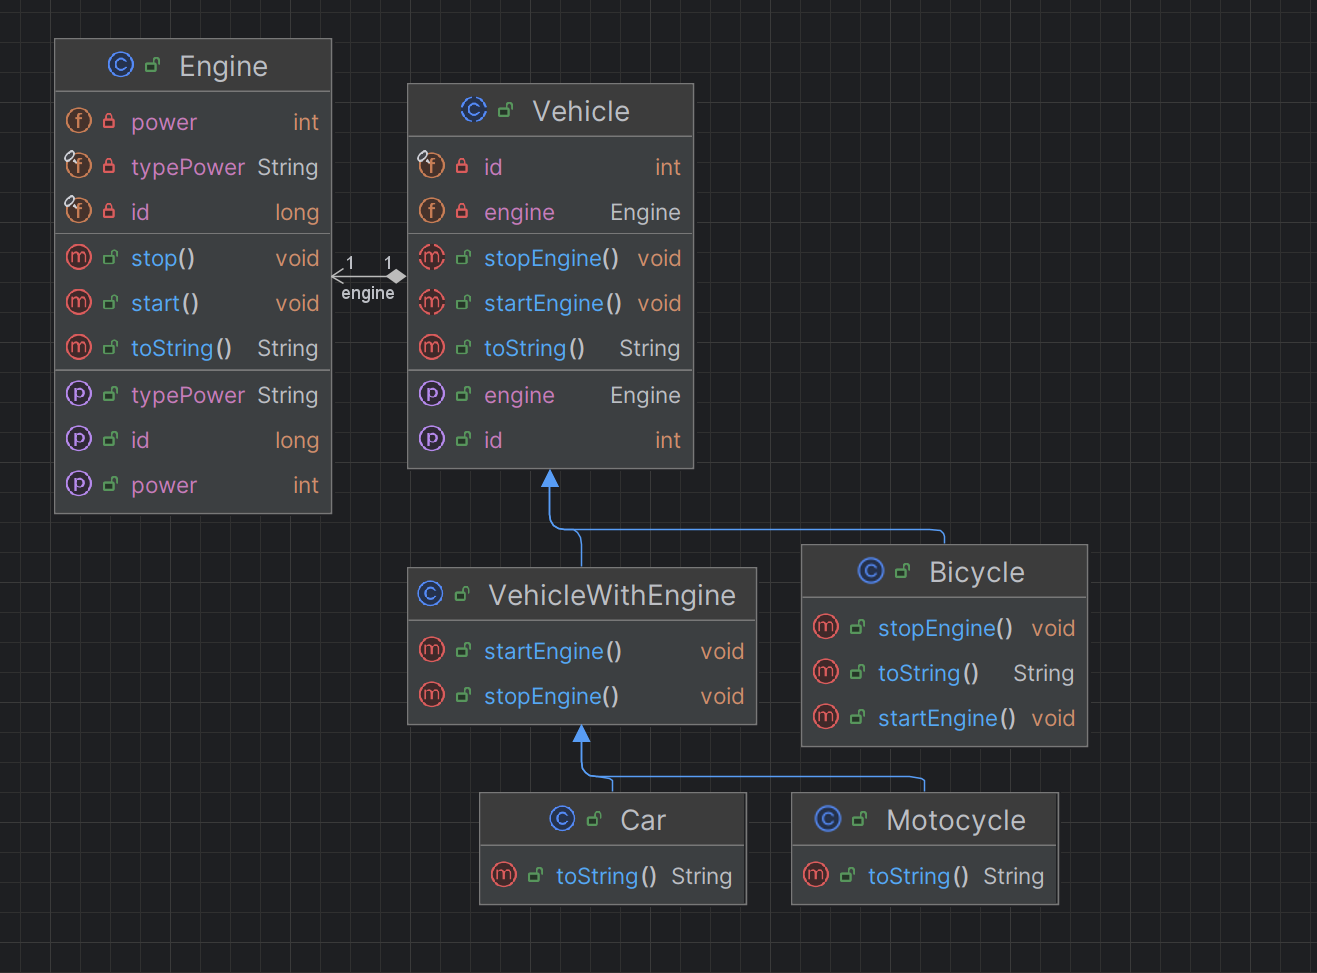 Engine
power int
typePower String
id long
stop() void
start() void
toString() String
typePower String
id long
power int
1 1
engine
Vehicle
id int
engine Engine
stopEngine() void
startEngine() void
toString() String
engine Engine
id int
VehicleWithEngine
startEngine() void
stopEngine() void
Bicycle
stopEngine() void
toString() String
startEngine() void
Car
toString() String
Motocycle
toString() String